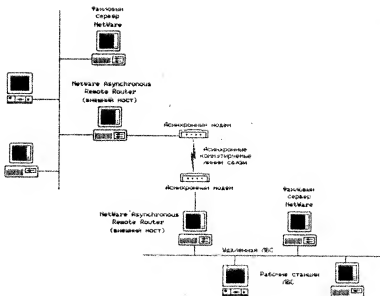 Файловый
сервер
NetWare
NetWare Asynchronous
Remote Router
(внешний мост)
Асинхронный модем
Асинхронные
коммутируемые
линии связи
Асинхронный модем
NetWare Asynchronous
Remote Router
(внешний мост)
Файловый
сервер
NetWare
Удаленная ЛВС
Рабочие станции
ЛВС